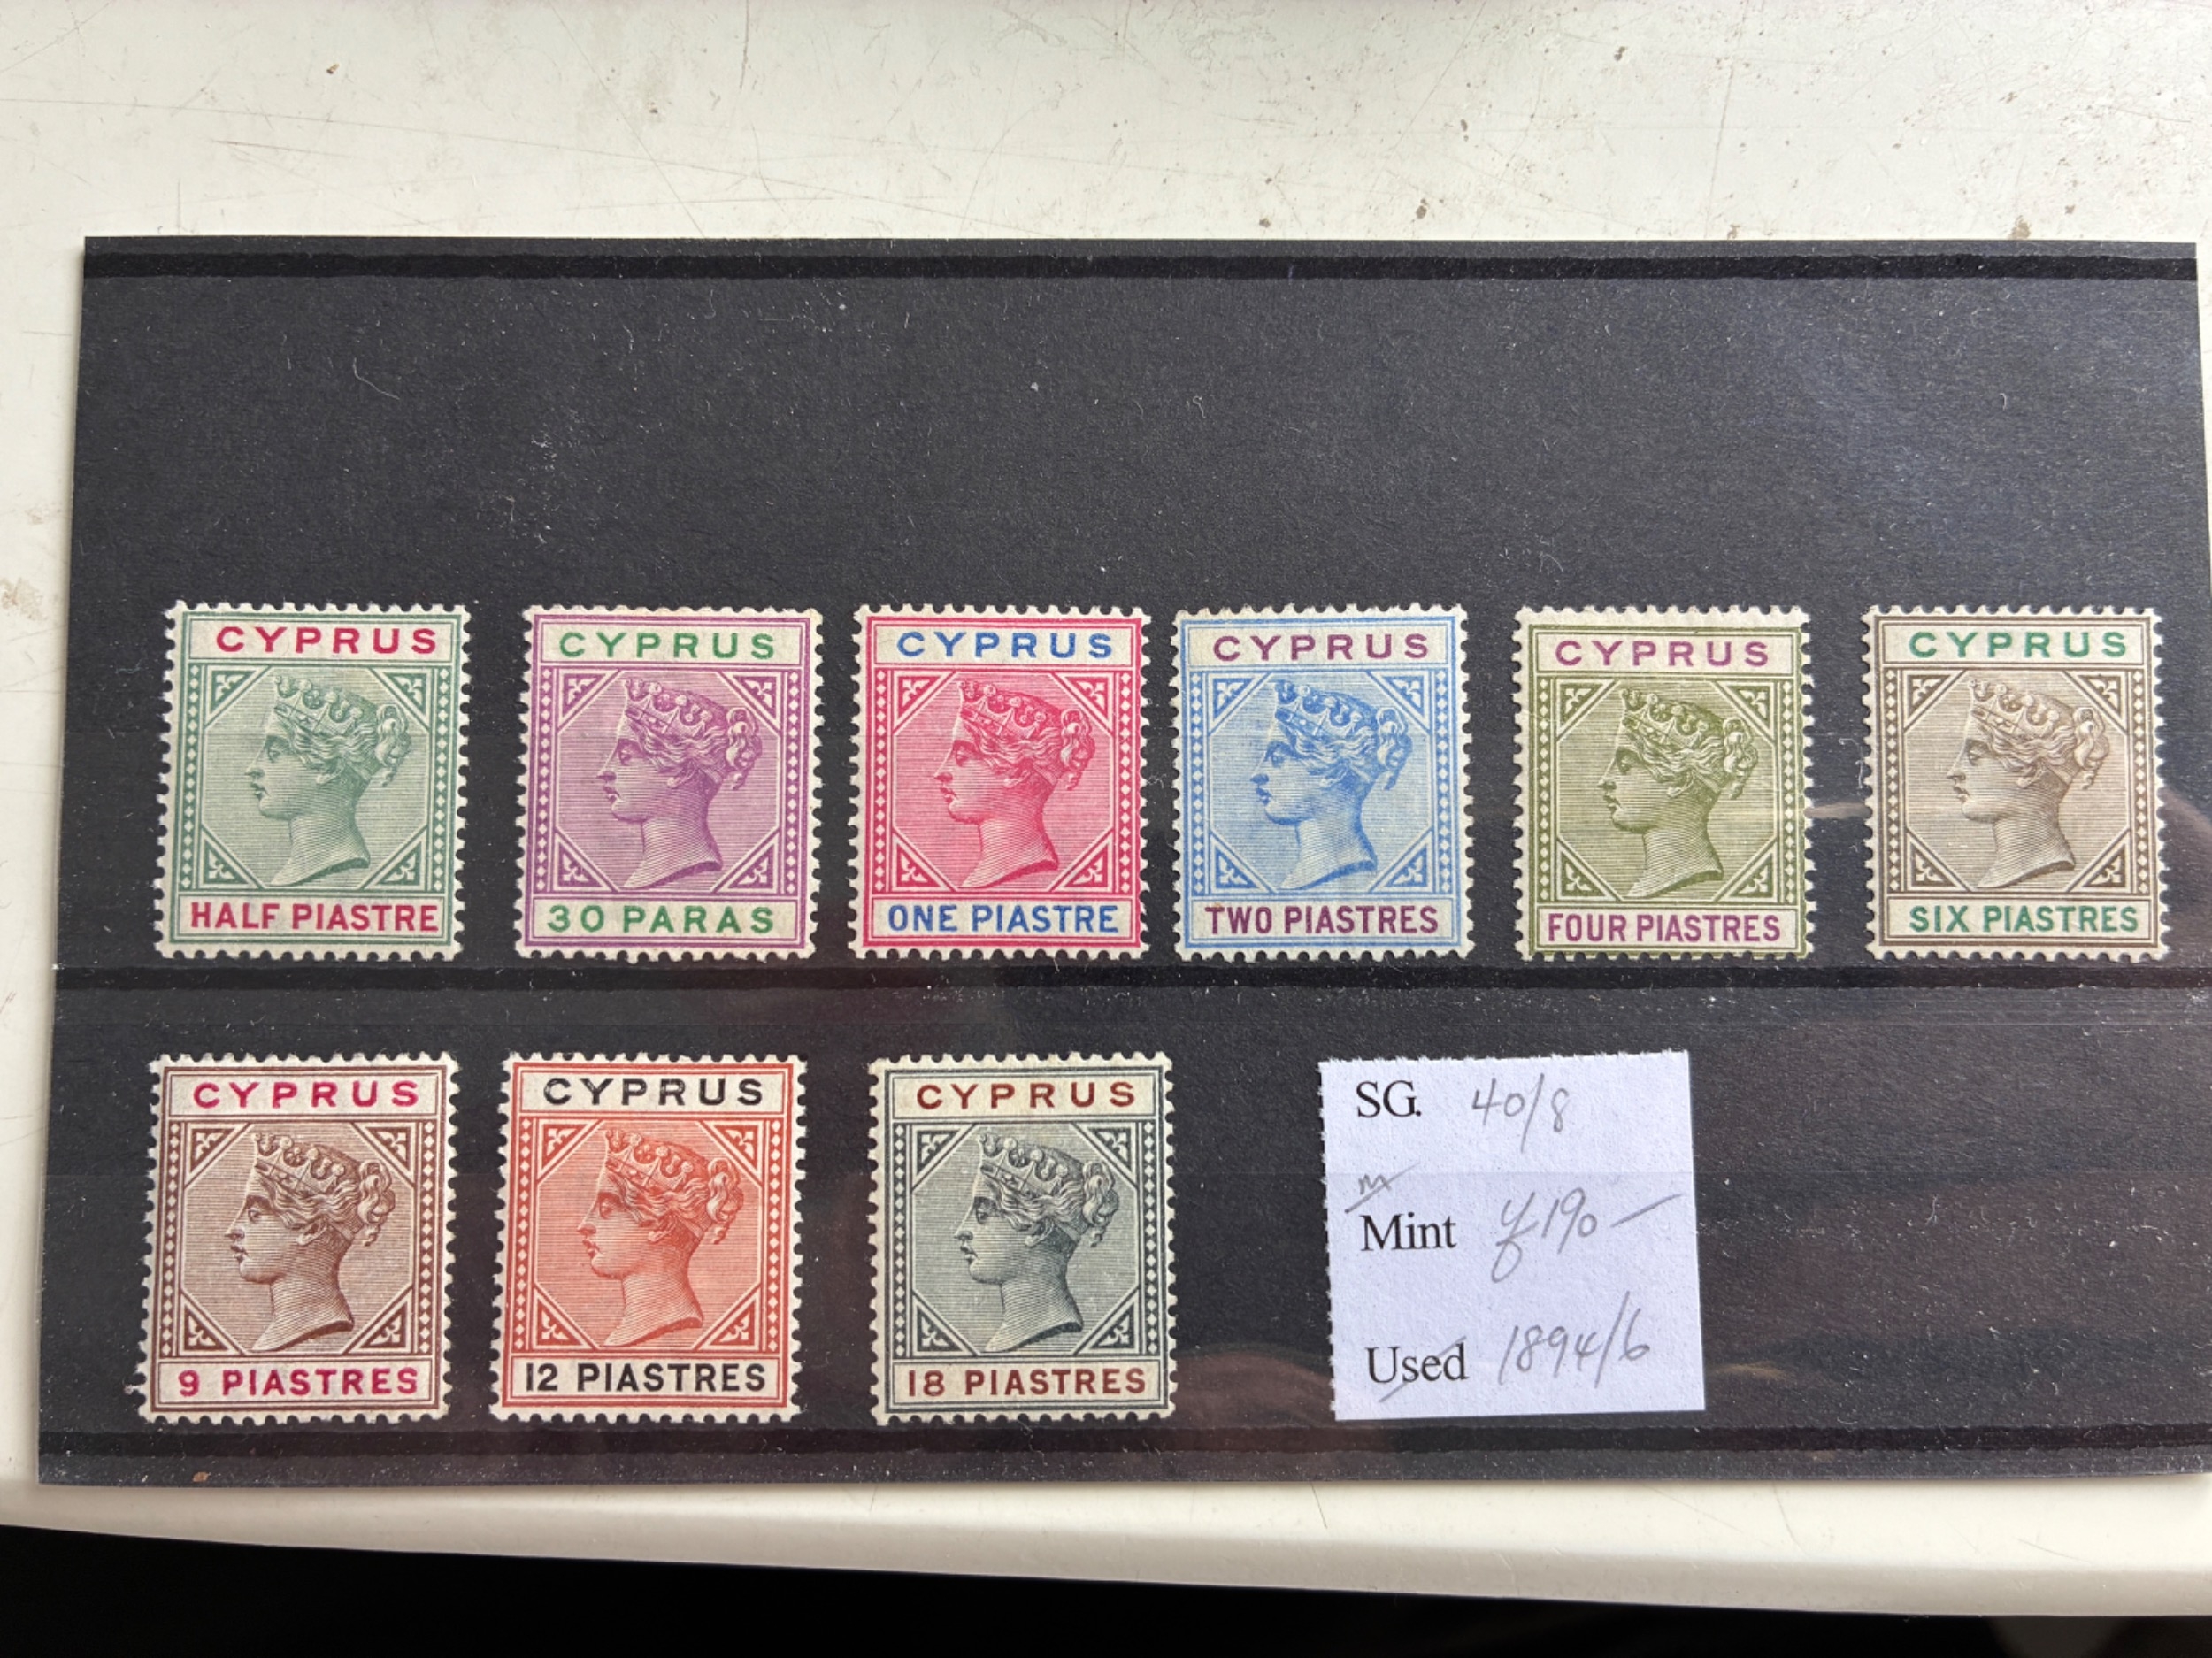 CYPRUS
HALF PIASTRE
CYPRUS
30 PARAS
CYPRUS
ONE PIASTRE
CYPRUS
TWO PIASTRES
CYPRUS
FOUR PIASTRES
CYPRUS
SIX PIASTRES
CYPRUS
9 PIASTRES
CYPRUS
12 PIASTRES
CYPRUS
18 PIASTRES
SG. 40/8
M
Mint £190-
Used 1894/6